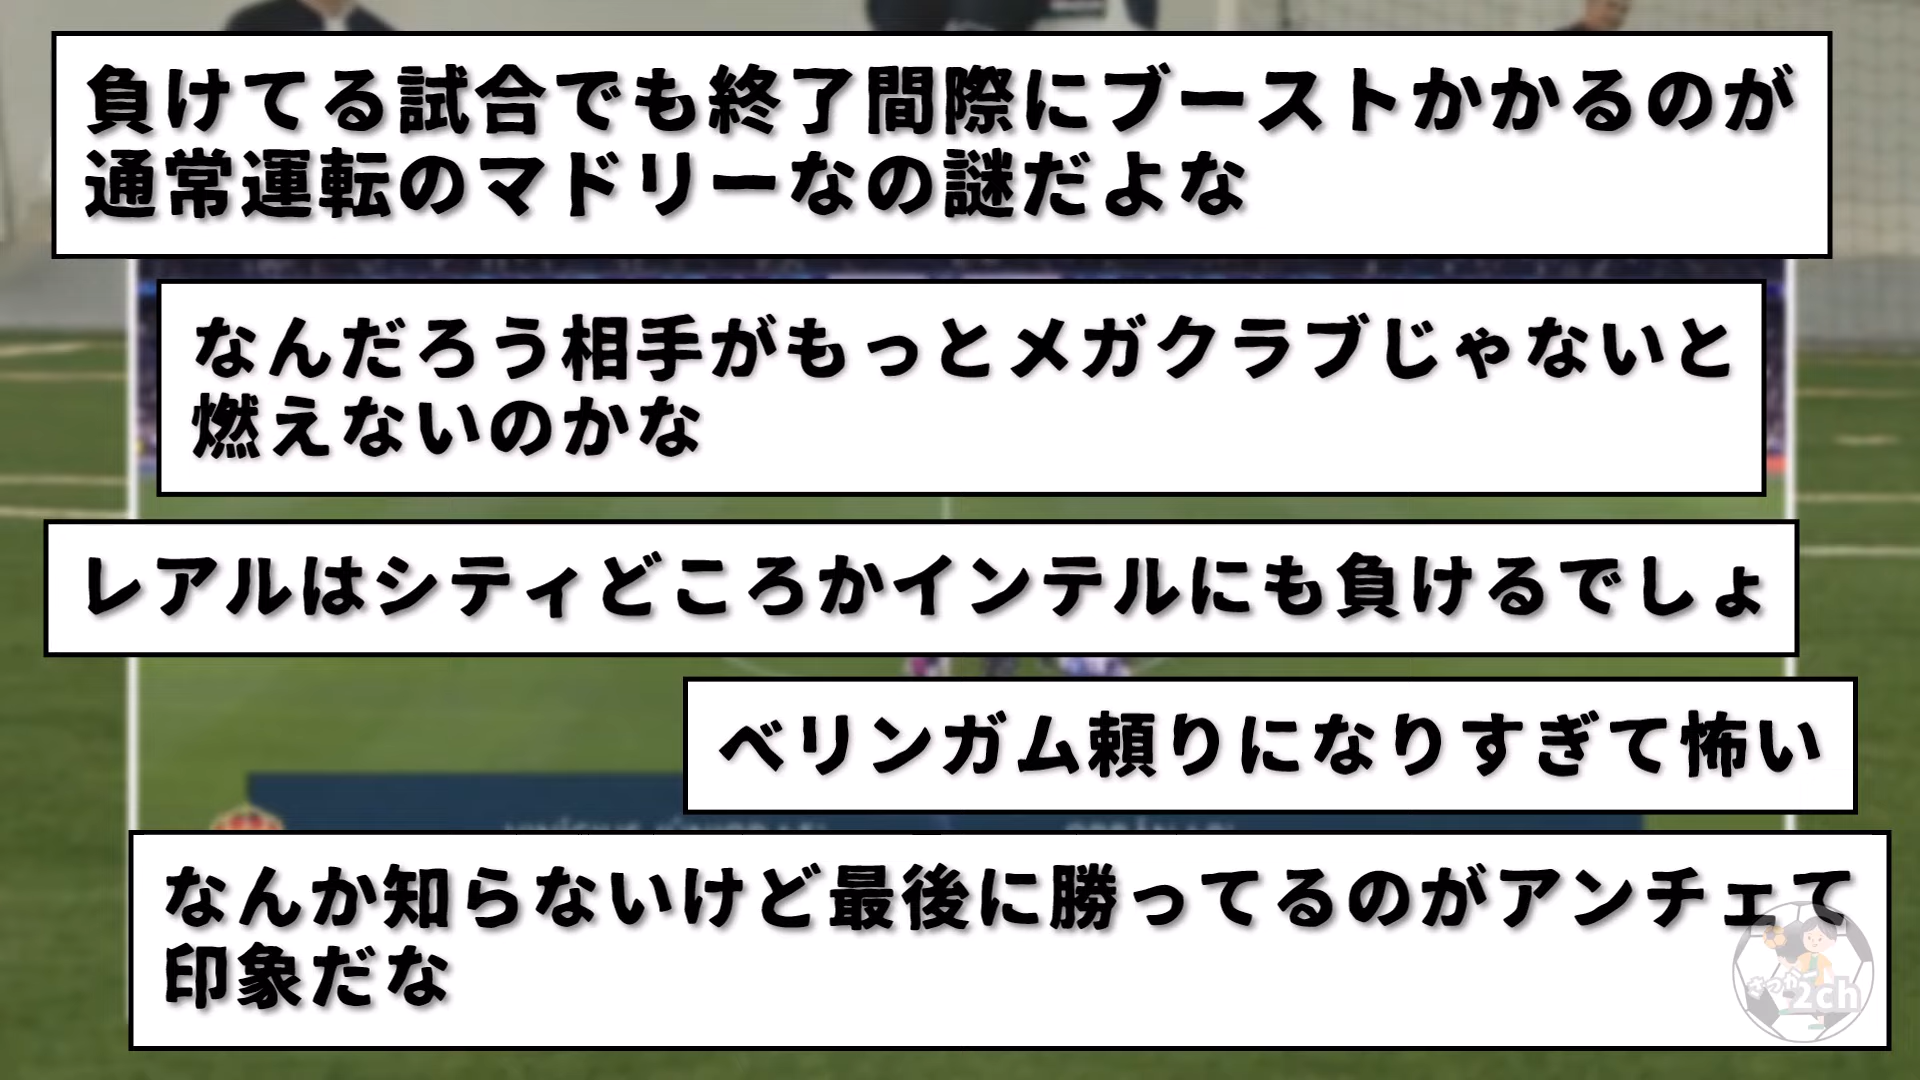 負けてる試合でも終了間際にブーストかかるのが
通常運転のマドリーなの謎だよな
なんだろう相手がもっとメガクラブじゃないと
燃えないのかな
レアルはシティどころかインテルにも負けるでしょ
ベリンガム頼りになりすぎて怖い
なんか知らないけど最後に勝ってるのがアンチェて
印象だな
さっか
2ch